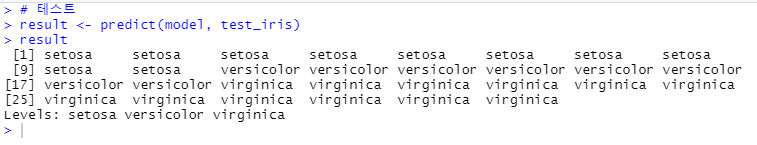 > # 테스트
> result <- predict(model, test_iris)
> result
 [1] setosa     setosa     setosa     setosa     setosa     setosa     setosa     setosa
 [9] setosa     setosa     versicolor versicolor versicolor versicolor versicolor versicolor
[17] versicolor versicolor virginica  virginica  virginica  virginica  virginica  virginica
[25] virginica  virginica  virginica  virginica  virginica  virginica
Levels: setosa versicolor virginica
>